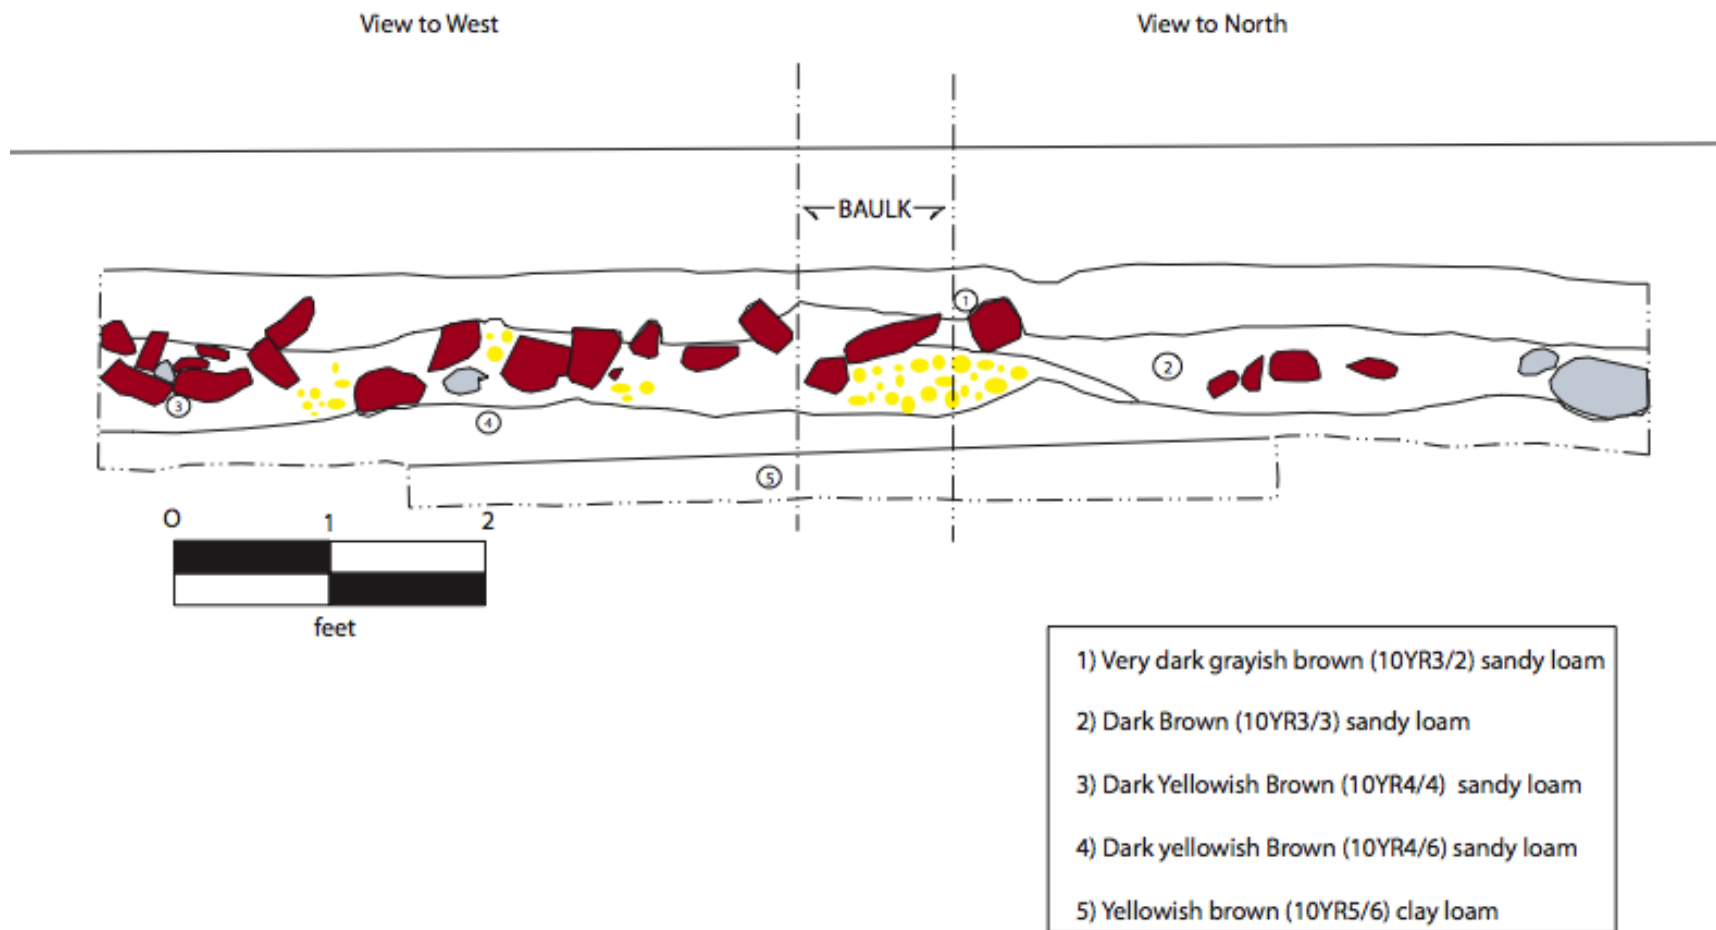 View to West
View to North
BAULK
1
2
3
4
5
O 1 2
feet
1) Very dark grayish brown (10YR3/2) sandy loam
2) Dark Brown (10YR3/3) sandy loam
3) Dark Yellowish Brown (10YR4/4) sandy loam
4) Dark yellowish Brown (10YR4/6) sandy loam
5) Yellowish brown (10YR5/6) clay loam